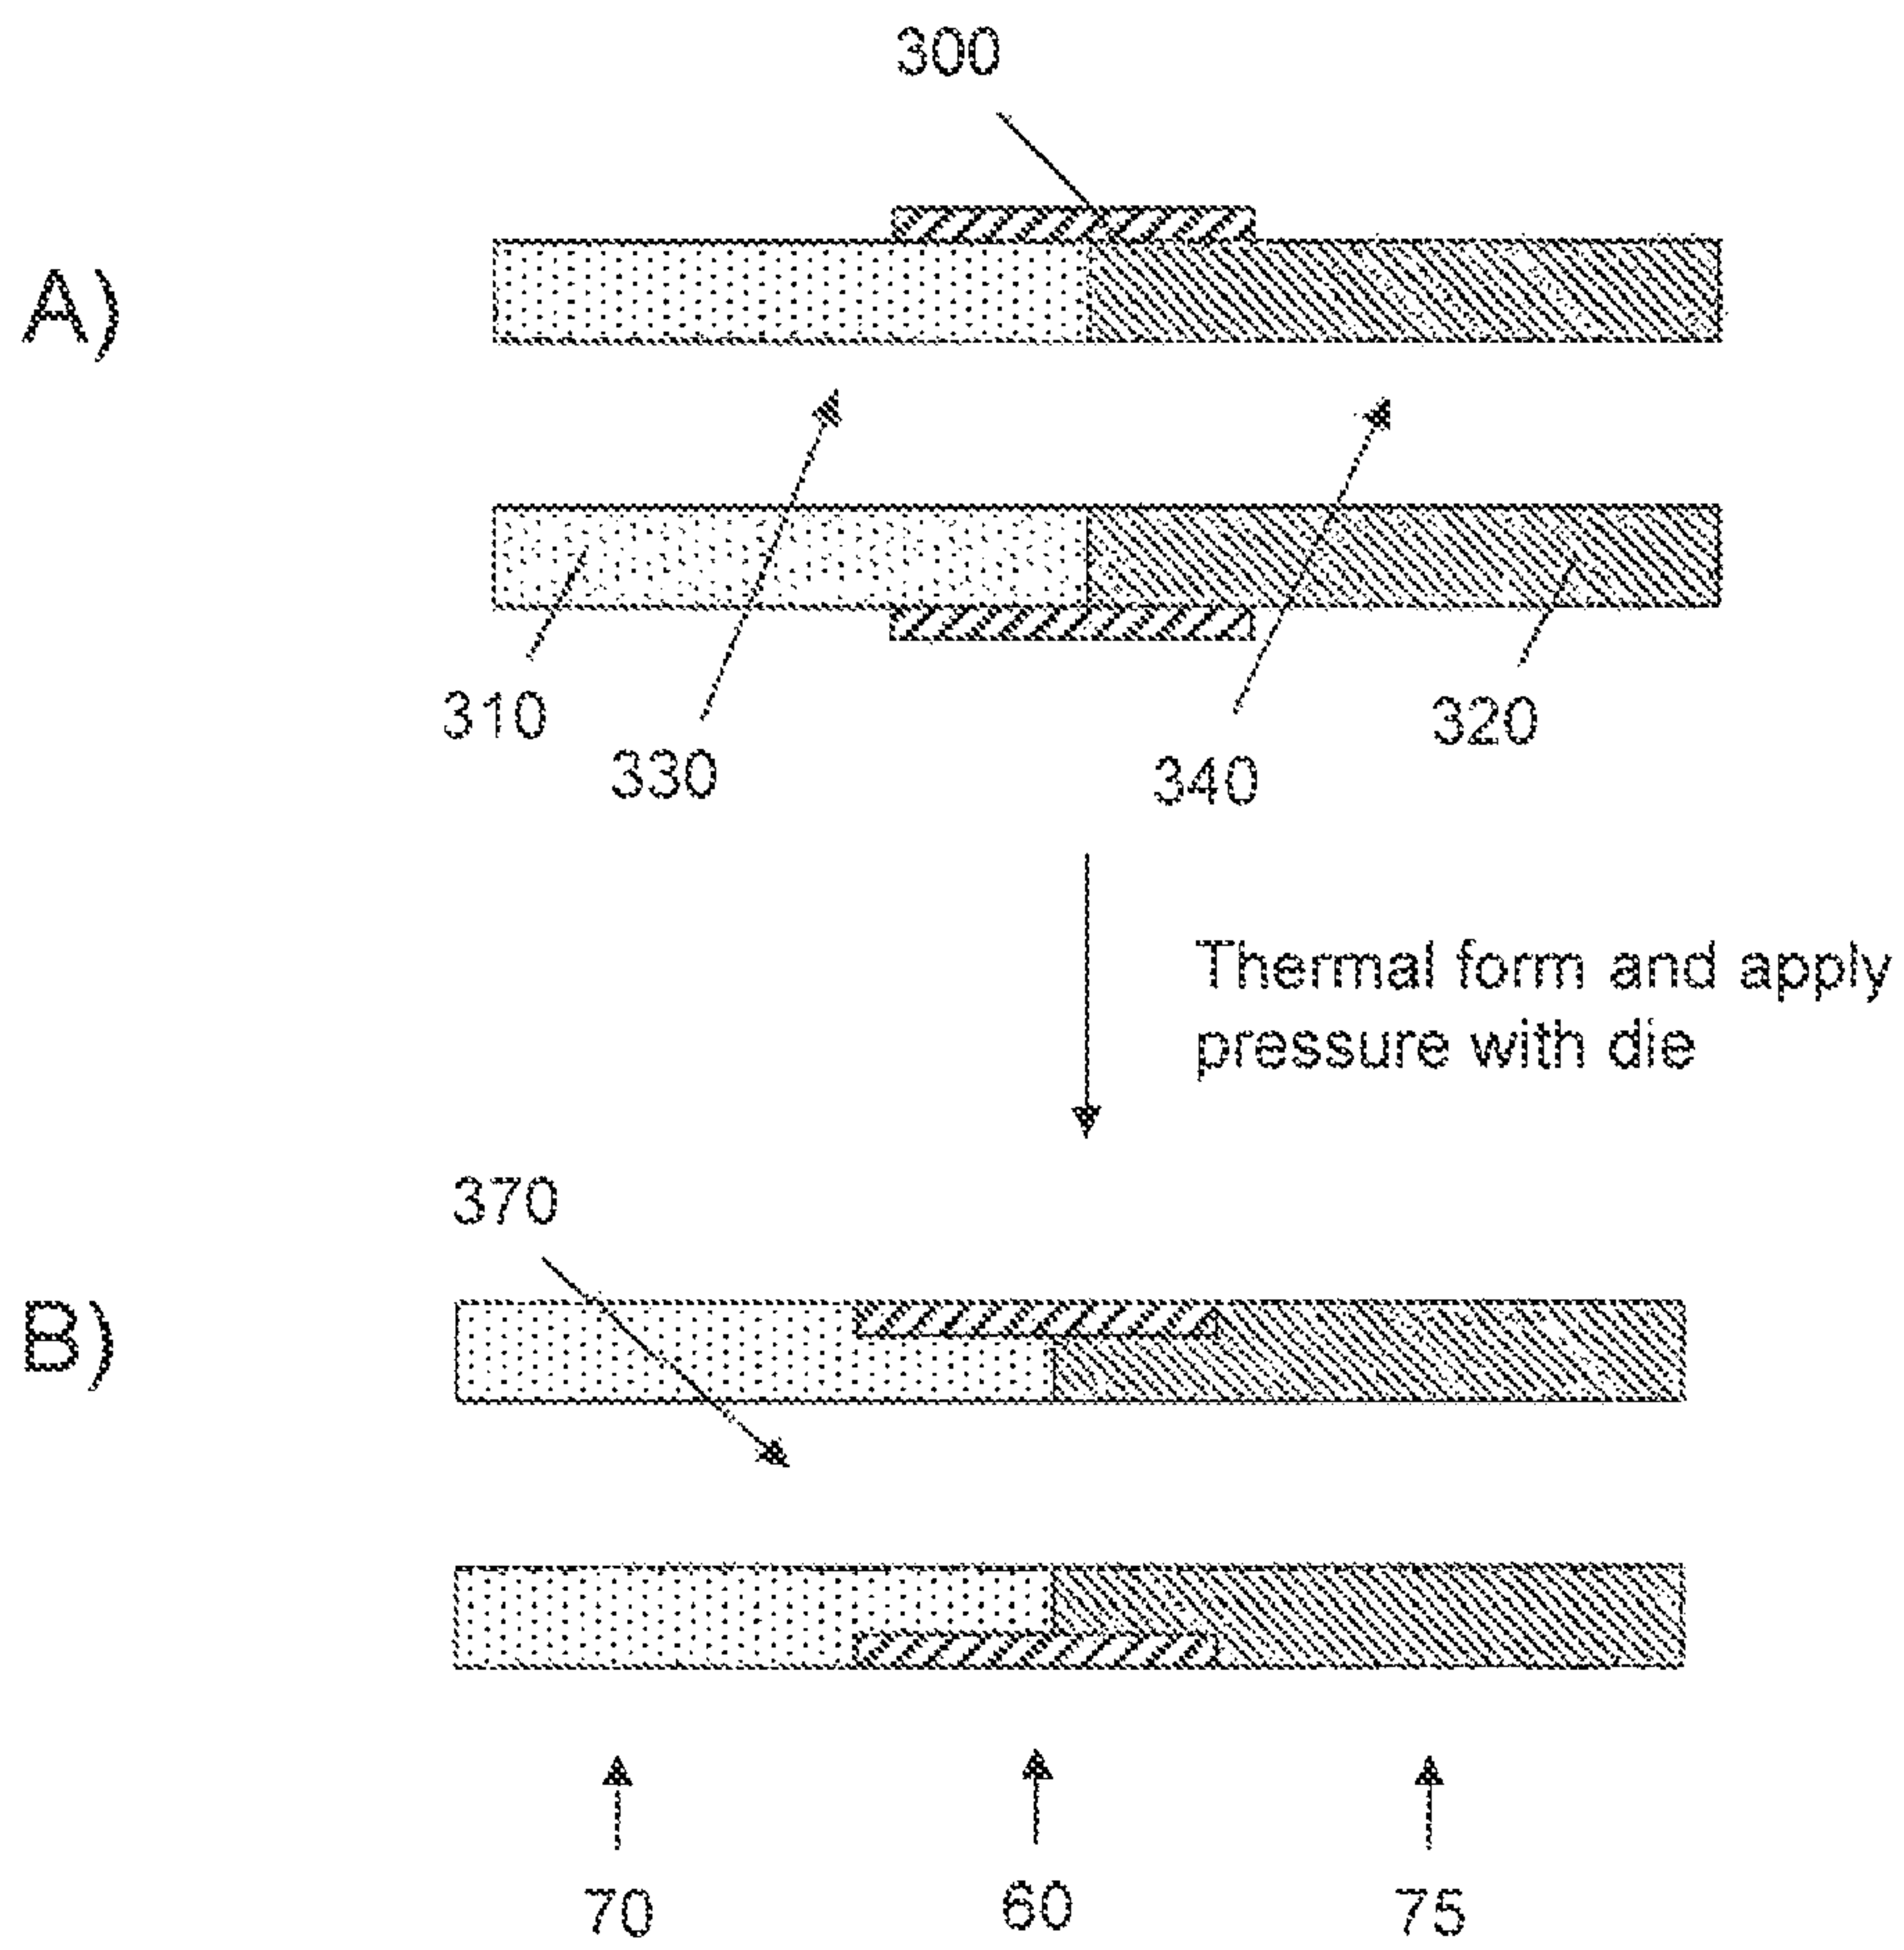 300
A)
310
320
330
340
Thermal form and apply
pressure with die
370
B)
70
60
75